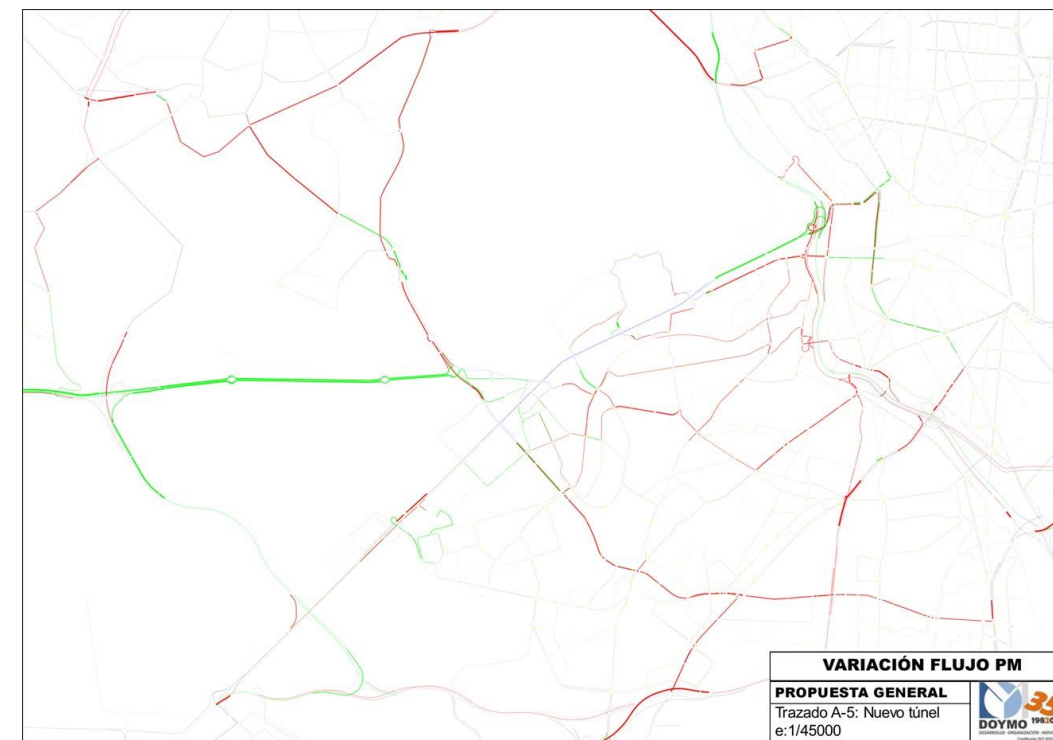 VARIACIÓN FLUJO PM
PROPUESTA GENERAL
Trazado A-5: Nuevo túnel
e:1/45000
DOYMO